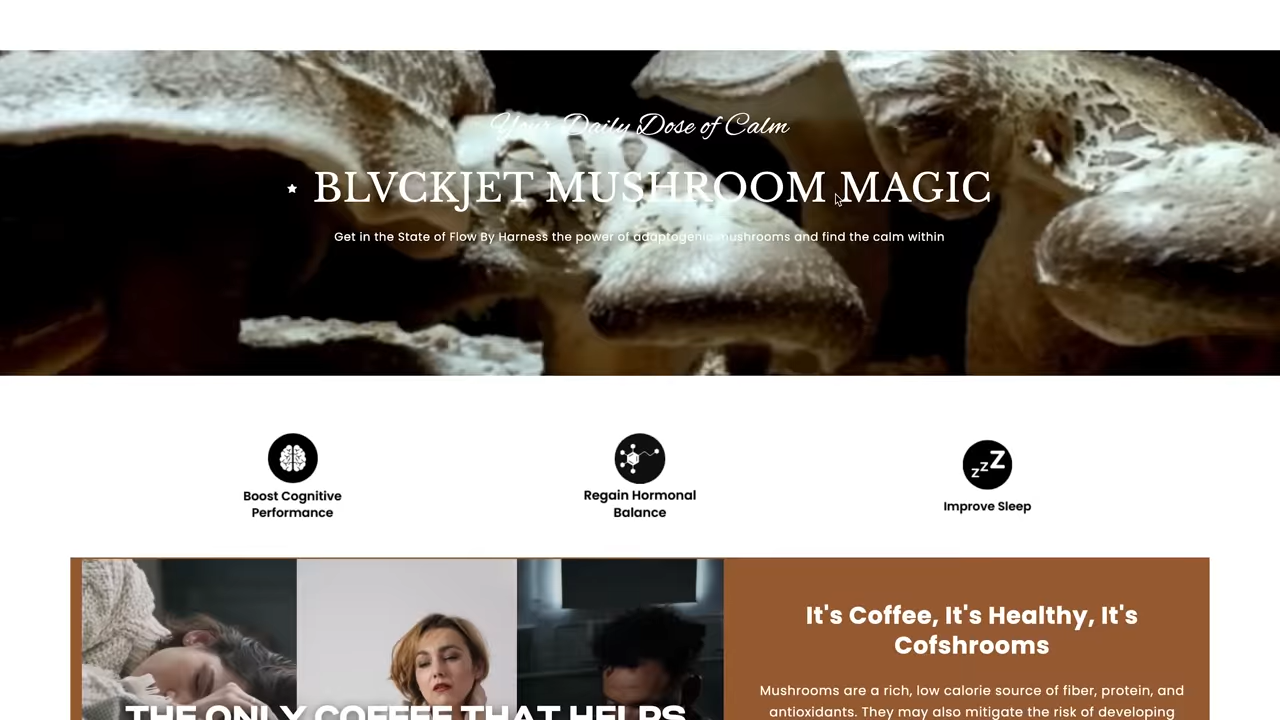 Your Daily Dose of Calm
BLVCKJET MUSHROOM MAGIC
Get in the State of Flow By Harness the power of adaptogenic mushrooms and find the calm within
zzZ
Boost Cognitive
Performance
Regain Hormonal
Balance
Improve Sleep
It's Coffee, It's Healthy, It's
Cofshrooms
Mushrooms are a rich, low calorie source of fiber, protein, and
antioxidants. They may also mitigate the risk of developing
THE ONLY COFFEE THAT HELPS